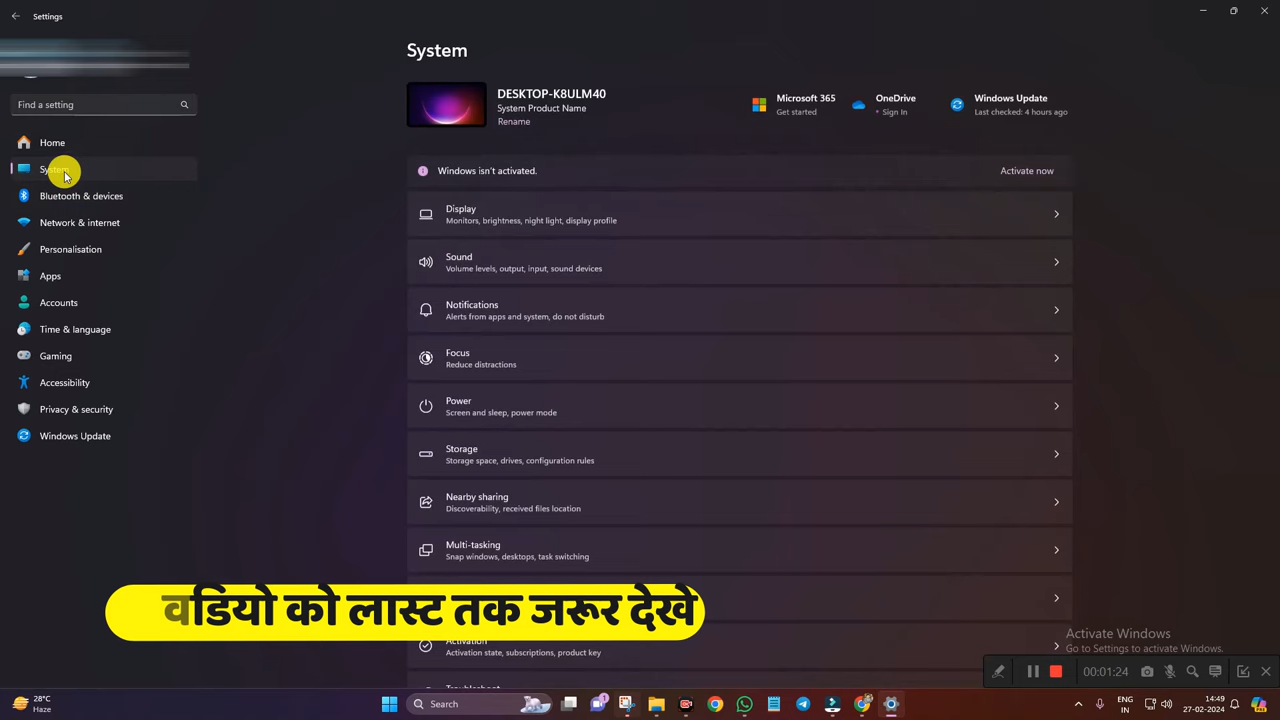 Settings
Find a setting
Home
System
Bluetooth & devices
Network & internet
Personalisation
Apps
Accounts
Time & language
Gaming
Accessibility
Privacy & security
Windows Update
System
DESKTOP-K8ULM40
System Product Name
Rename
Microsoft 365
Get started
OneDrive
• Sign In
Windows Update
Last checked: 4 hours ago
Windows isn't activated.
Activate now
Display
Monitors, brightness, night light, display profile
Sound
Volume levels, output, input, sound devices
Notifications
Alerts from apps and system, do not disturb
Focus
Reduce distractions
Power
Screen and sleep, power mode
Storage
Storage space, drives, configuration rules
Nearby sharing
Discoverability, received files location
Multi-tasking
Snap windows, desktops, task switching
वडियो को लास्ट तक जरूर देखे
Activation
Activation state, subscriptions, product key
Activate Windows
Go to Settings to activate Windows.
00:01:24
28°C
Haze
Search
ENG
IN
14:49
27-02-2024